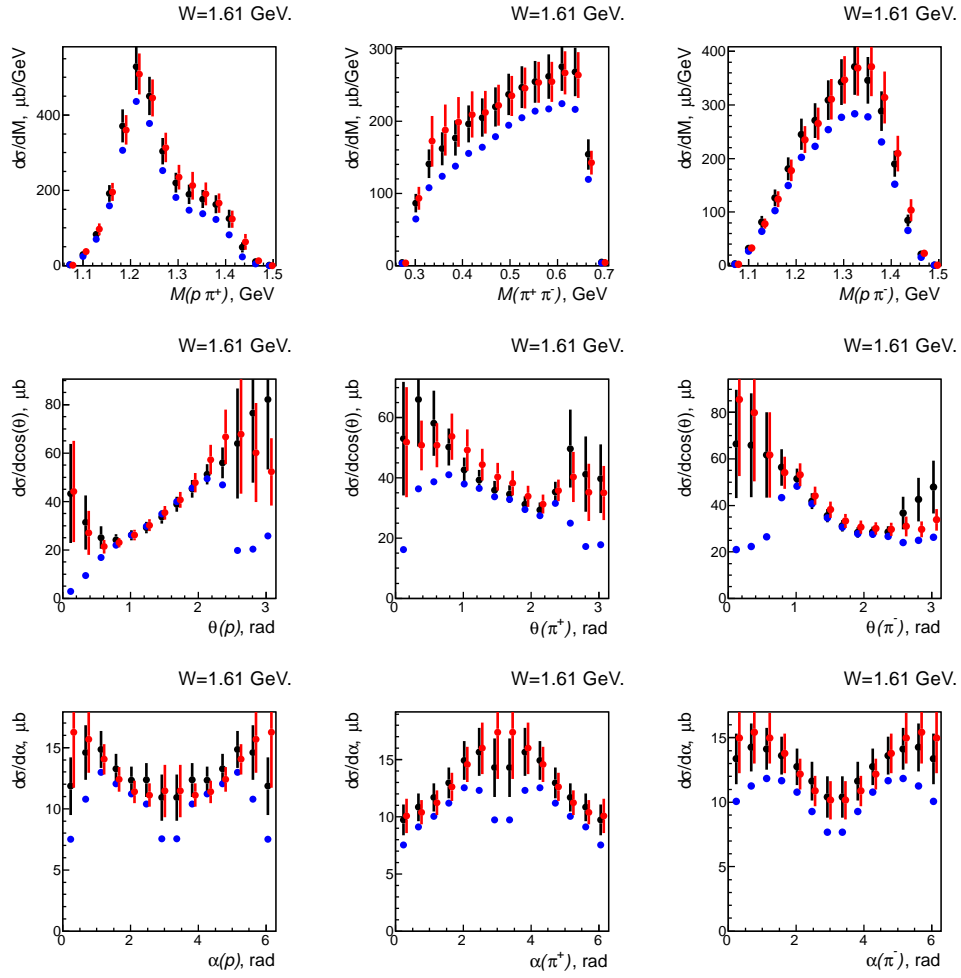 W=1.61 GeV.
W=1.61 GeV.
W=1.61 GeV.
dσ/dM, μb/GeV
400
200
0
1.1 1.2 1.3 1.4 1.5
M(p π+), GeV
dσ/dM, μb/GeV
300
200
100
0
0.3 0.4 0.5 0.6 0.7
M(π+ π-), GeV
dσ/dM, μb/GeV
400
300
200
100
0
1.1 1.2 1.3 1.4 1.5
M(p π-), GeV
W=1.61 GeV.
W=1.61 GeV.
W=1.61 GeV.
dσ/dcos(θ), μb
80
60
40
20
0
0 1 2 3
θ(p), rad
dσ/dcos(θ), μb
60
40
20
0
0 1 2 3
θ(π+), rad
dσ/dcos(θ), μb
80
60
40
20
0
0 1 2 3
θ(π-), rad
W=1.61 GeV.
W=1.61 GeV.
W=1.61 GeV.
dσ/dα, μb
15
10
5
0
0 2 4 6
α(p), rad
dσ/dα, μb
15
10
5
0
0 2 4 6
α(π+), rad
dσ/dα, μb
15
10
5
0
0 2 4 6
α(π-), rad